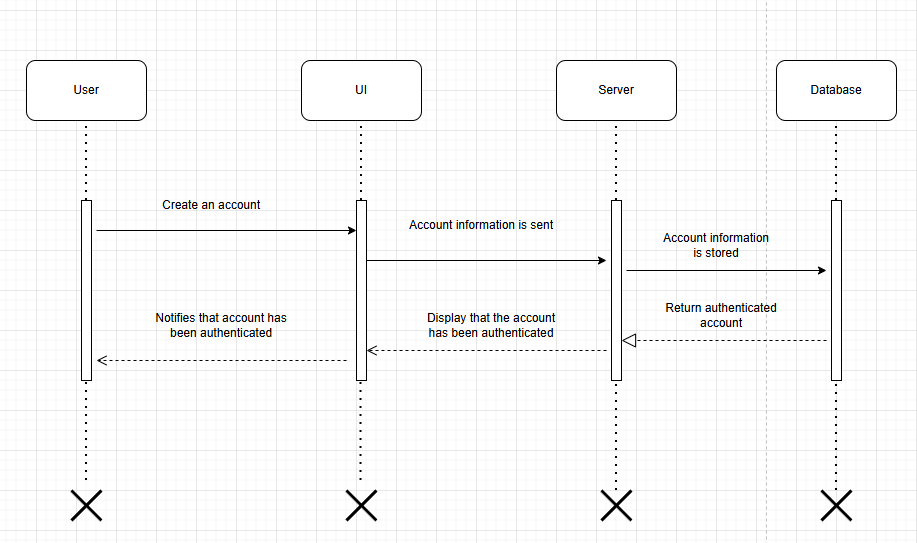 User
UI
Server
Database
Create an account
Account information is sent
Account information
is stored
Notifies that account has
been authenticated
Display that the account
has been authenticated
Return authenticated
account